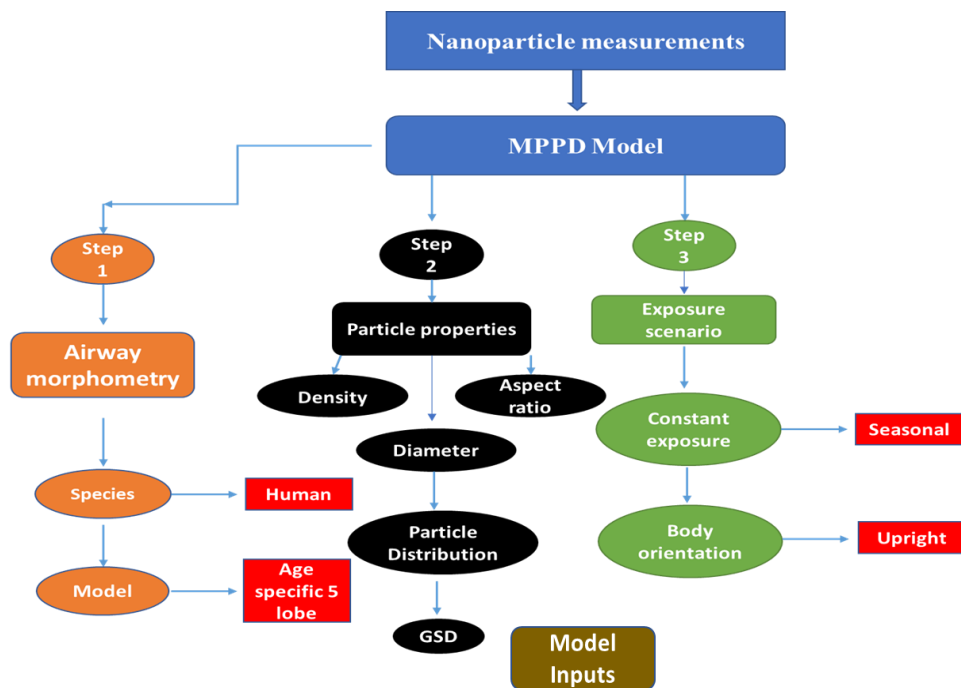 Nanoparticle measurements
MPPD Model
Step
1
Airway
morphometry
Species
Human
Model
Age
specific 5
lobe
Step
2
Particle properties
Density
Aspect
ratio
Diameter
Particle
Distribution
GSD
Step
3
Exposure
scenario
Constant
exposure
Seasonal
Body
orientation
Upright
Model
Inputs